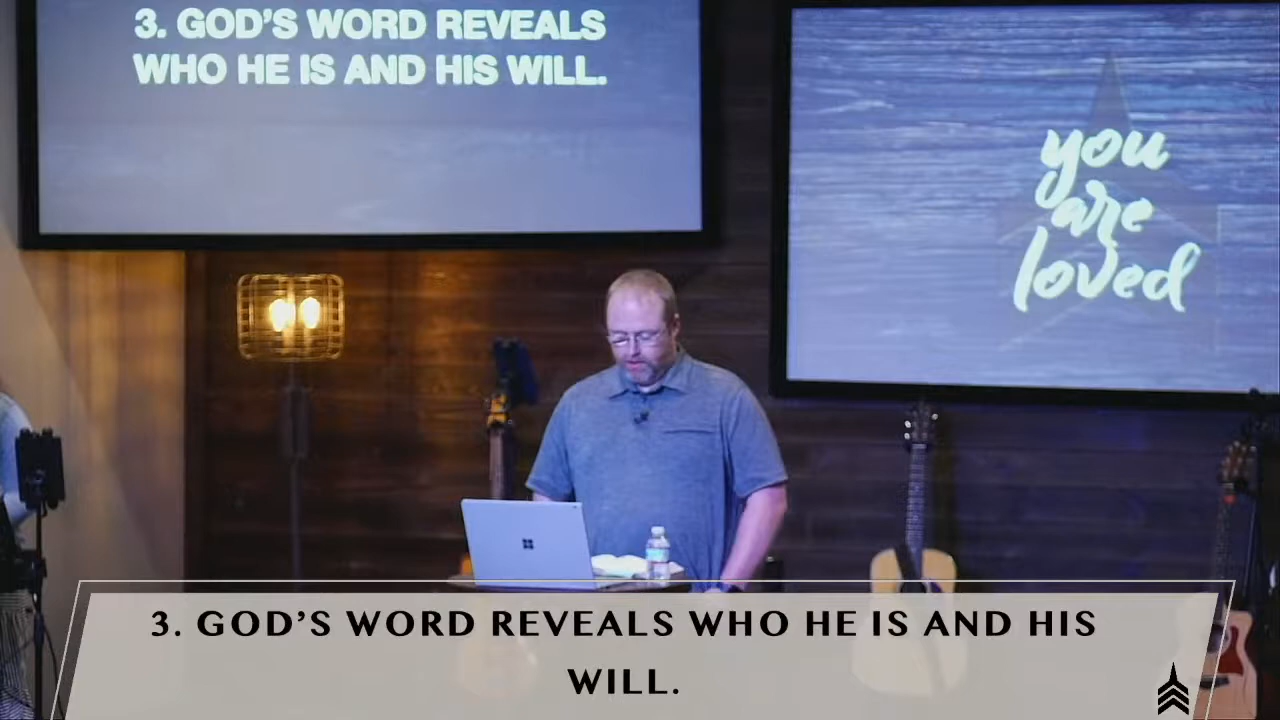 3. GOD'S WORD REVEALS
WHO HE IS AND HIS WILL.
you
are
loved
3. GOD’S WORD REVEALS WHO HE IS AND HIS
WILL.